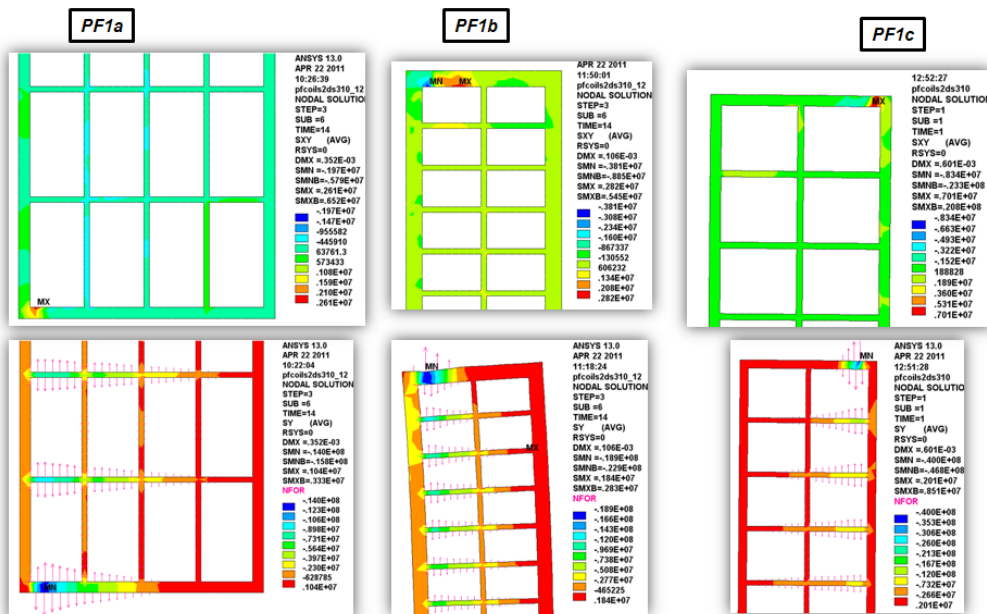 PF1a
PF1b
PF1c
ANSYS 13.0
APR 22 2011
10:26:39
pfcoils2ds310_12
NODAL SOLUTION
STEP=3
SUB =6
TIME=14
SXY (AVG)
RSYS=0
DMX =.352E-03
SMN =-.197E+07
SMNB=-.579E+07
SMX =.261E+07
SMXB=.652E+07
-.197E+07
-.147E+07
-955582
-445910
63761.3
573433
.108E+07
.159E+07
.210E+07
.261E+07
MX
MN MX
ANSYS 13.0
APR 22 2011
11:50:01
pfcoils2ds310_12
NODAL SOLUTION
STEP=3
SUB =6
TIME=14
SXY (AVG)
RSYS=0
DMX =.106E-03
SMN =-.381E+07
SMNB=-.885E+07
SMX =.282E+07
SMXB=.545E+07
-.381E+07
-.308E+07
-.234E+07
-.160E+07
-867337
-130552
606232
.134E+07
.208E+07
.282E+07
MX
12:52:27
pfcoils2ds310
NODAL SOLUTION
STEP=1
SUB =1
TIME=1
SXY (AVG)
RSYS=0
DMX =.601E-03
SMN =-.834E+07
SMNB=-.233E+08
SMX =.701E+07
SMXB=.208E+08
-.834E+07
-.663E+07
-.493E+07
-.322E+07
-.152E+07
188828
.189E+07
.360E+07
.531E+07
.701E+07
ANSYS 13.0
APR 22 2011
10:22:04
pfcoils2ds310_12
NODAL SOLUTION
STEP=3
SUB =6
TIME=14
SY (AVG)
RSYS=0
DMX =.352E-03
SMN =-.140E+08
SMNB=-.158E+08
SMX =.104E+07
SMXB=.333E+07
NFOR
-.140E+08
-.123E+08
-.106E+08
-.898E+07
-.731E+07
-.564E+07
-.397E+07
-.230E+07
-628785
.104E+07
MN
MN
MX
ANSYS 13.0
APR 22 2011
11:18:24
pfcoils2ds310_12
NODAL SOLUTION
STEP=3
SUB =6
TIME=14
SY (AVG)
RSYS=0
DMX =.106E-03
SMN =-.189E+08
SMNB=-.229E+08
SMX =.184E+07
SMXB=.283E+07
NFOR
-.189E+08
-.166E+08
-.143E+08
-.120E+08
-.969E+07
-.738E+07
-.508E+07
-.277E+07
-465225
.184E+07
MN
ANSYS 13.0
APR 22 2011
12:51:28
pfcoils2ds310
NODAL SOLUTION
STEP=1
SUB =1
TIME=1
SY (AVG)
RSYS=0
DMX =.601E-03
SMN =-.400E+08
SMNB=-.468E+08
SMX =.201E+07
SMXB=.851E+07
NFOR
-.400E+08
-.353E+08
-.306E+08
-.260E+08
-.213E+08
-.167E+08
-.120E+08
-.732E+07
-.266E+07
.201E+07